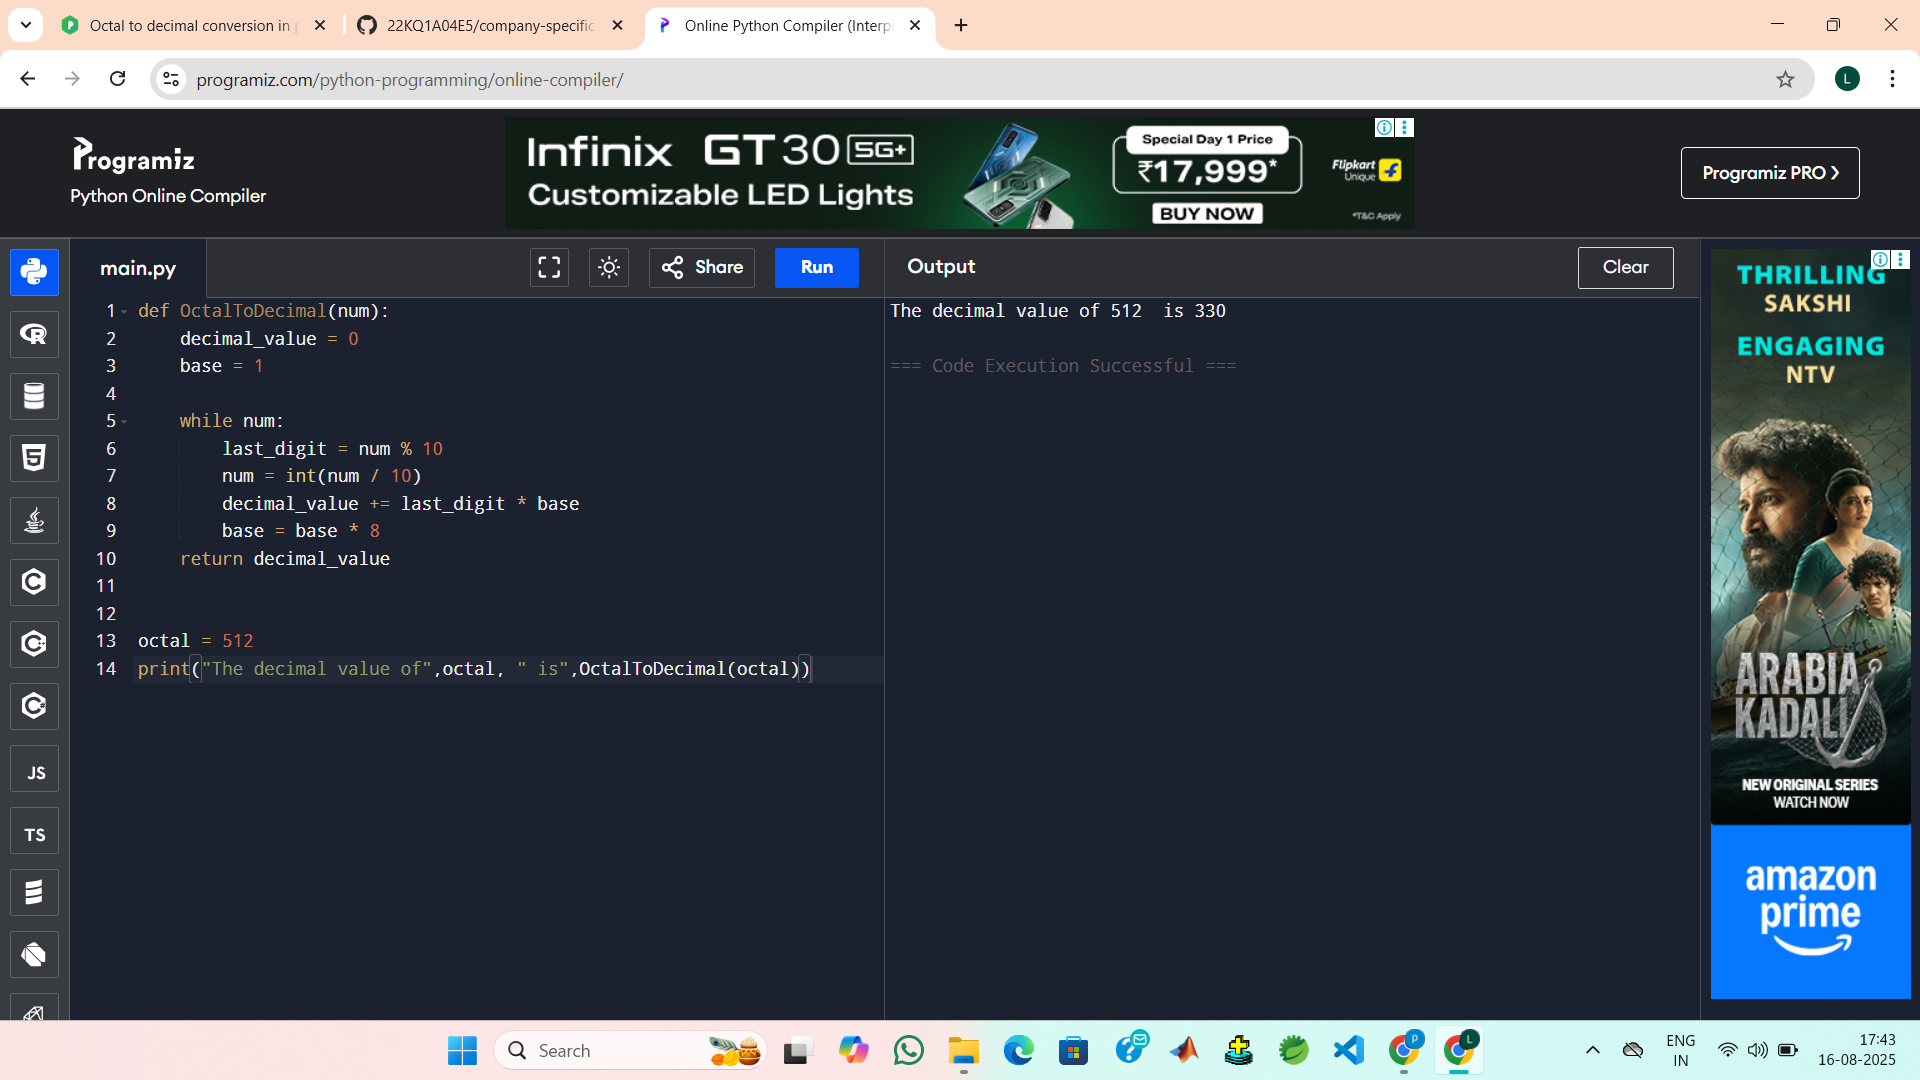 Octal to decimal conversion in
22KQ1A04E5/company-specific
Online Python Compiler (Interpr
programiz.com/python-programming/online-compiler/
L
Programiz
Python Online Compiler
Infinix GT 30 5G+
Customizable LED Lights
Special Day 1 Price
₹17,999*
BUY NOW
Flipkart
Unique
*T&C Apply
Programiz PRO
main.py
Share
Run
Output
Clear
1 def OctalToDecimal(num):
2     decimal_value = 0
3     base = 1
4
5     while num:
6         last_digit = num % 10
7         num = int(num / 10)
8         decimal_value += last_digit * base
9         base = base * 8
10     return decimal_value
11
12
13 octal = 512
14 print("The decimal value of",octal, " is",OctalToDecimal(octal))
The decimal value of 512  is 330
=== Code Execution Successful ===
JS
TS
THRILLING
SAKSHI
ENGAGING
NTV
ARABIA
KADALI
NEW ORIGINAL SERIES
WATCH NOW
amazon
prime
Search
P
L
ENG
IN
17:43
16-08-2025